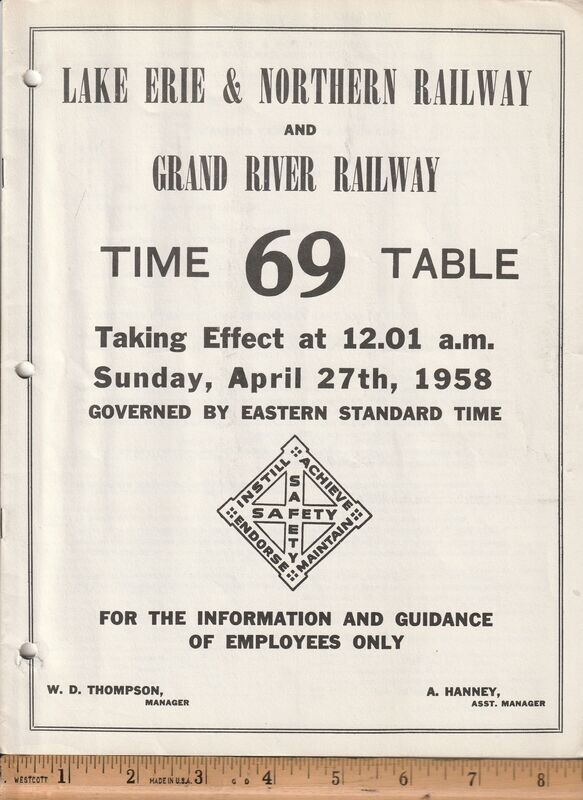 LAKE ERIE & NORTHERN RAILWAY
AND
GRAND RIVER RAILWAY
TIME 69 TABLE
Taking Effect at 12.01 a.m.
Sunday, April 27th, 1958
GOVERNED BY EASTERN STANDARD TIME
INSTILL
ACHIEVE
SAFETY
SAFETY
ENDORSE
MAINTAIN
FOR THE INFORMATION AND GUIDANCE
OF EMPLOYEES ONLY
W. D. THOMPSON,
MANAGER
A. HANNEY,
ASST. MANAGER
WESTCOTT 1 2 MADE IN U.S.A. 3 4 5 6 7 8